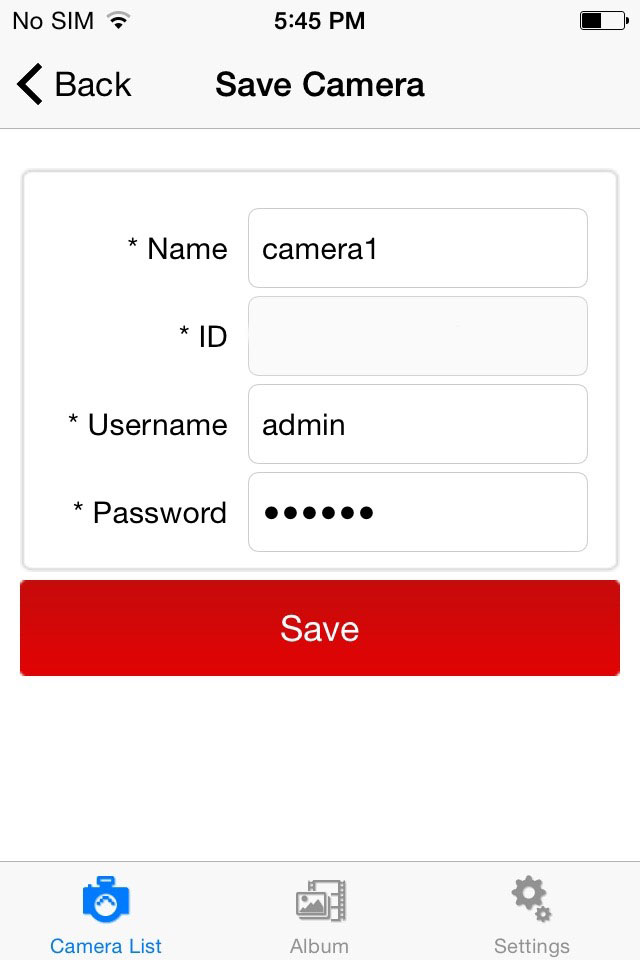 No SIM 5:45 PM
Back Save Camera
* Name camera1
* ID
* Username admin
* Password ••••••
Save
Camera List Album Settings